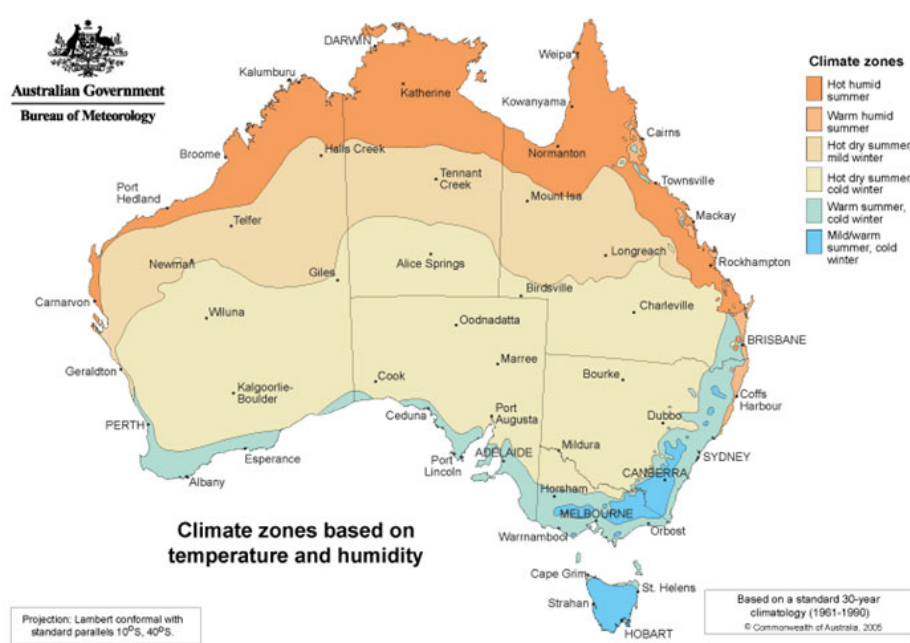 Australian Government
Bureau of Meteorology
DARWIN
Kalumburu
Katherine
Weipa
Kowanyama
Cairns
Broome
Halls Creek
Normanton
Tennant
Creek
Townsville
Port
Hedland
Mount Isa
Telfer
Mackay
Newman
Longreach
Rockhampton
Giles
Alice Springs
Birdsville
Carnarvon
Wiluna
Charleville
Oodnadatta
BRISBANE
Geraldton
Marree
Cook
Bourke
Kalgoorlie-
Boulder
Coffs
Harbour
PERTH
Ceduna
Port
Augusta
Dubbo
Esperance
Port
Lincoln
ADELAIDE
Mildura
SYDNEY
Albany
CANBERRA
Horsham
MELBOURNE
Orbost
Warrnambool
Cape Grim
St. Helens
Strahan
HOBART
Climate zones
Hot humid
summer
Warm humid
summer
Hot dry summer
mild winter
Hot dry summer
cold winter
Warm summer,
cold winter
Mild/warm
summer, cold
winter
Climate zones based on
temperature and humidity
Projection: Lambert conformal with
standard parallels 10°S, 40°S.
Based on a standard 30-year
climatology (1961-1990)
© Commonwealth of Australia, 2005